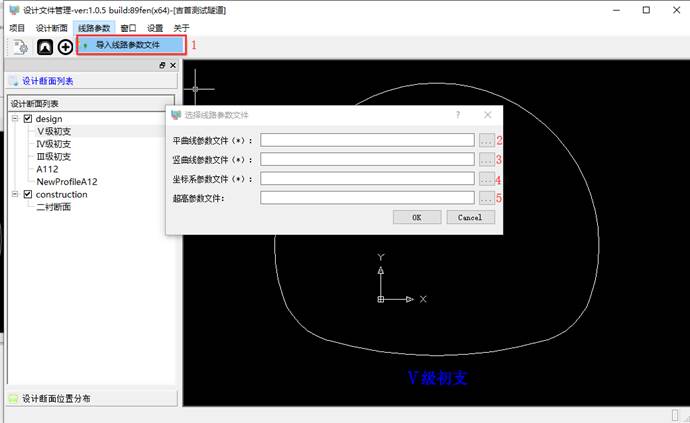 设计文件管理-ver:1.0.5 build:89fen(x64)-[吉首测试隧道]
项目 设计断面 线路参数 窗口 设置 关于
导入线路参数文件 1
设计断面列表
设计断面列表
design
Ⅴ级初支
Ⅳ级初支
Ⅲ级初支
A112
NewProfileA12
construction
二衬断面
设计断面位置分布
选择线路参数文件 ?
平曲线参数文件（*）： ... 2
竖曲线参数文件（*）： ... 3
坐标系参数文件（*）： ... 4
超高参数文件： ... 5
OK Cancel
Y
X
Ⅴ级初支